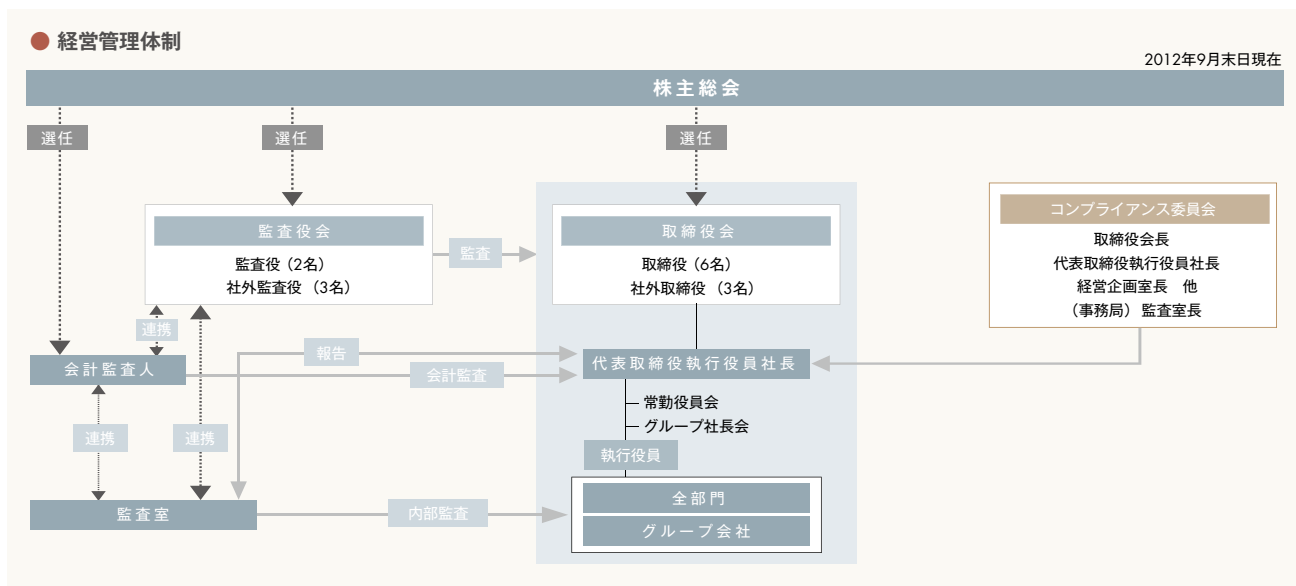 経営管理体制
2012年9月末日現在
株主総会
選任
選任
選任
監査役会
監査役（2名）
社外監査役（3名）
監査
取締役会
取締役（6名）
社外取締役（3名）
コンプライアンス委員会
取締役会長
代表取締役執行役員社長
経営企画室長　他
（事務局）監査室長
連携
会計監査人
報告
会計監査
代表取締役執行役員社長
常勤役員会
グループ社長会
連携
連携
執行役員
監査室
内部監査
全部門
グループ会社